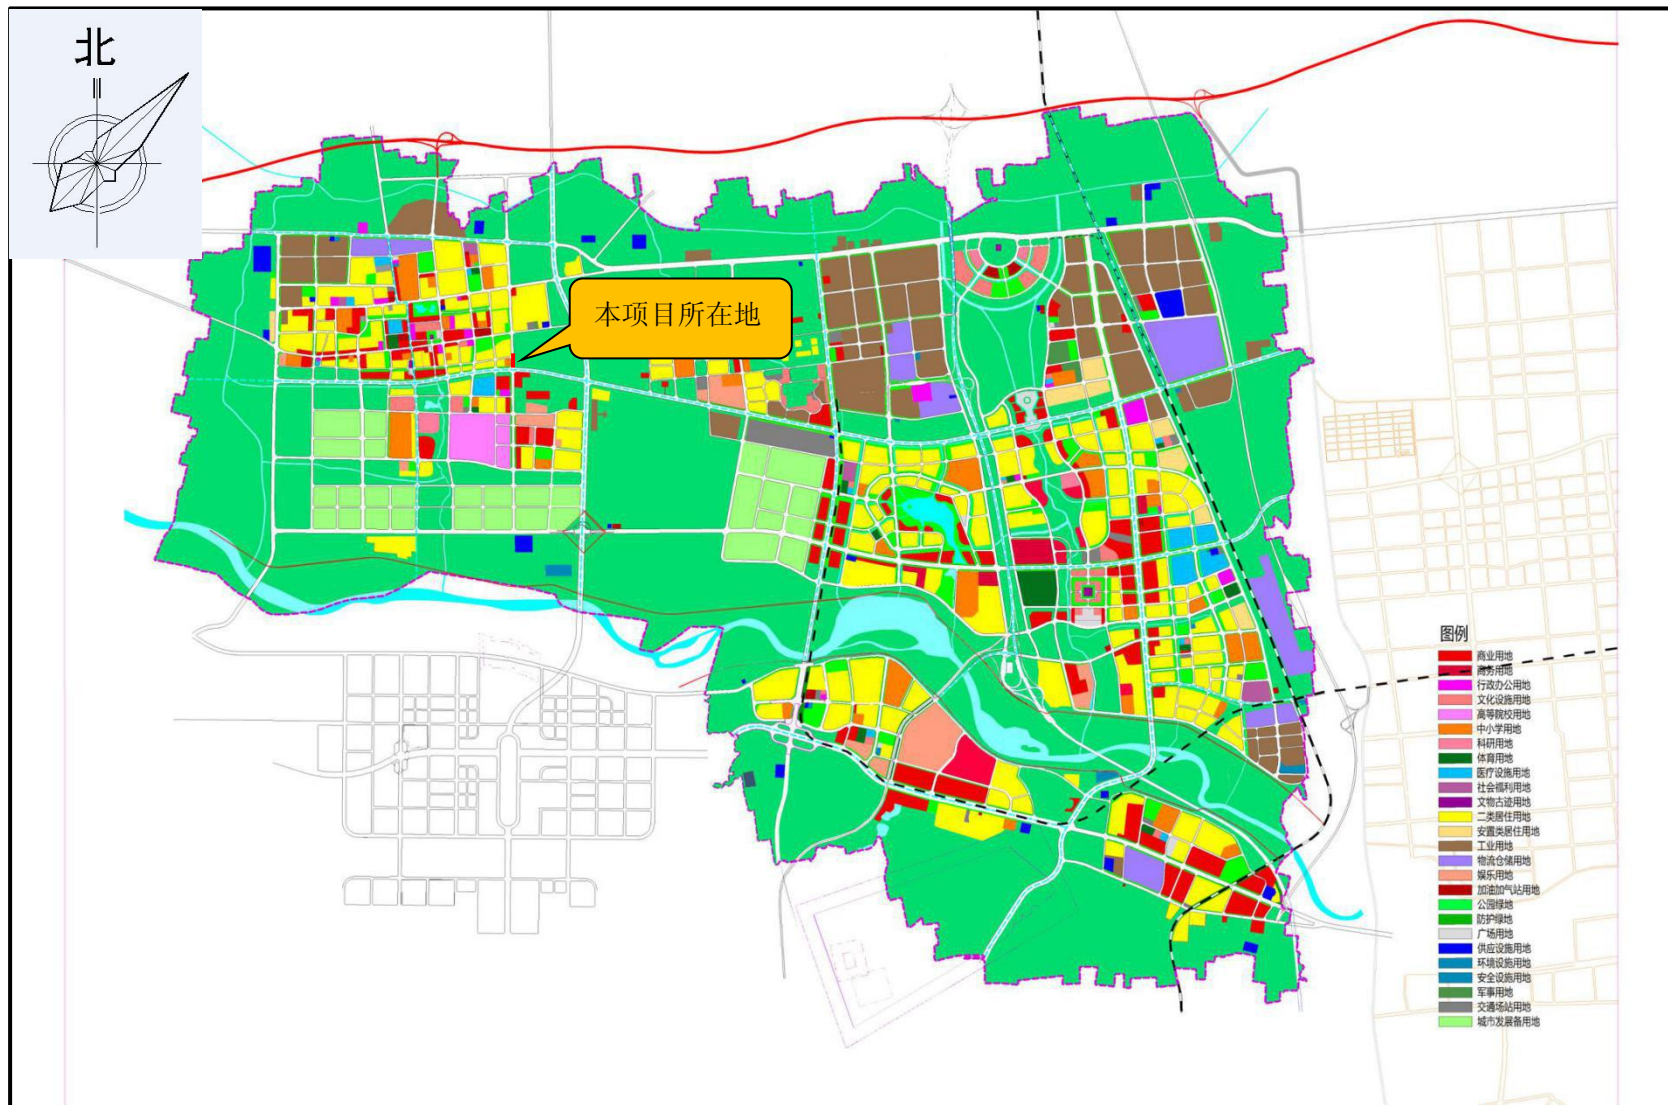 北
本项目所在地
图例
商业用地
商务用地
行政办公用地
文化设施用地
高等院校用地
中小学用地
科研用地
体育用地
医疗设施用地
社会福利用地
文物古迹用地
二类居住用地
安置类居住用地
工业用地
物流仓储用地
娱乐用地
加油加气站用地
公园绿地
防护绿地
广场用地
供应设施用地
环境设施用地
安全设施用地
军事用地
交通场站用地
城市发展备用地